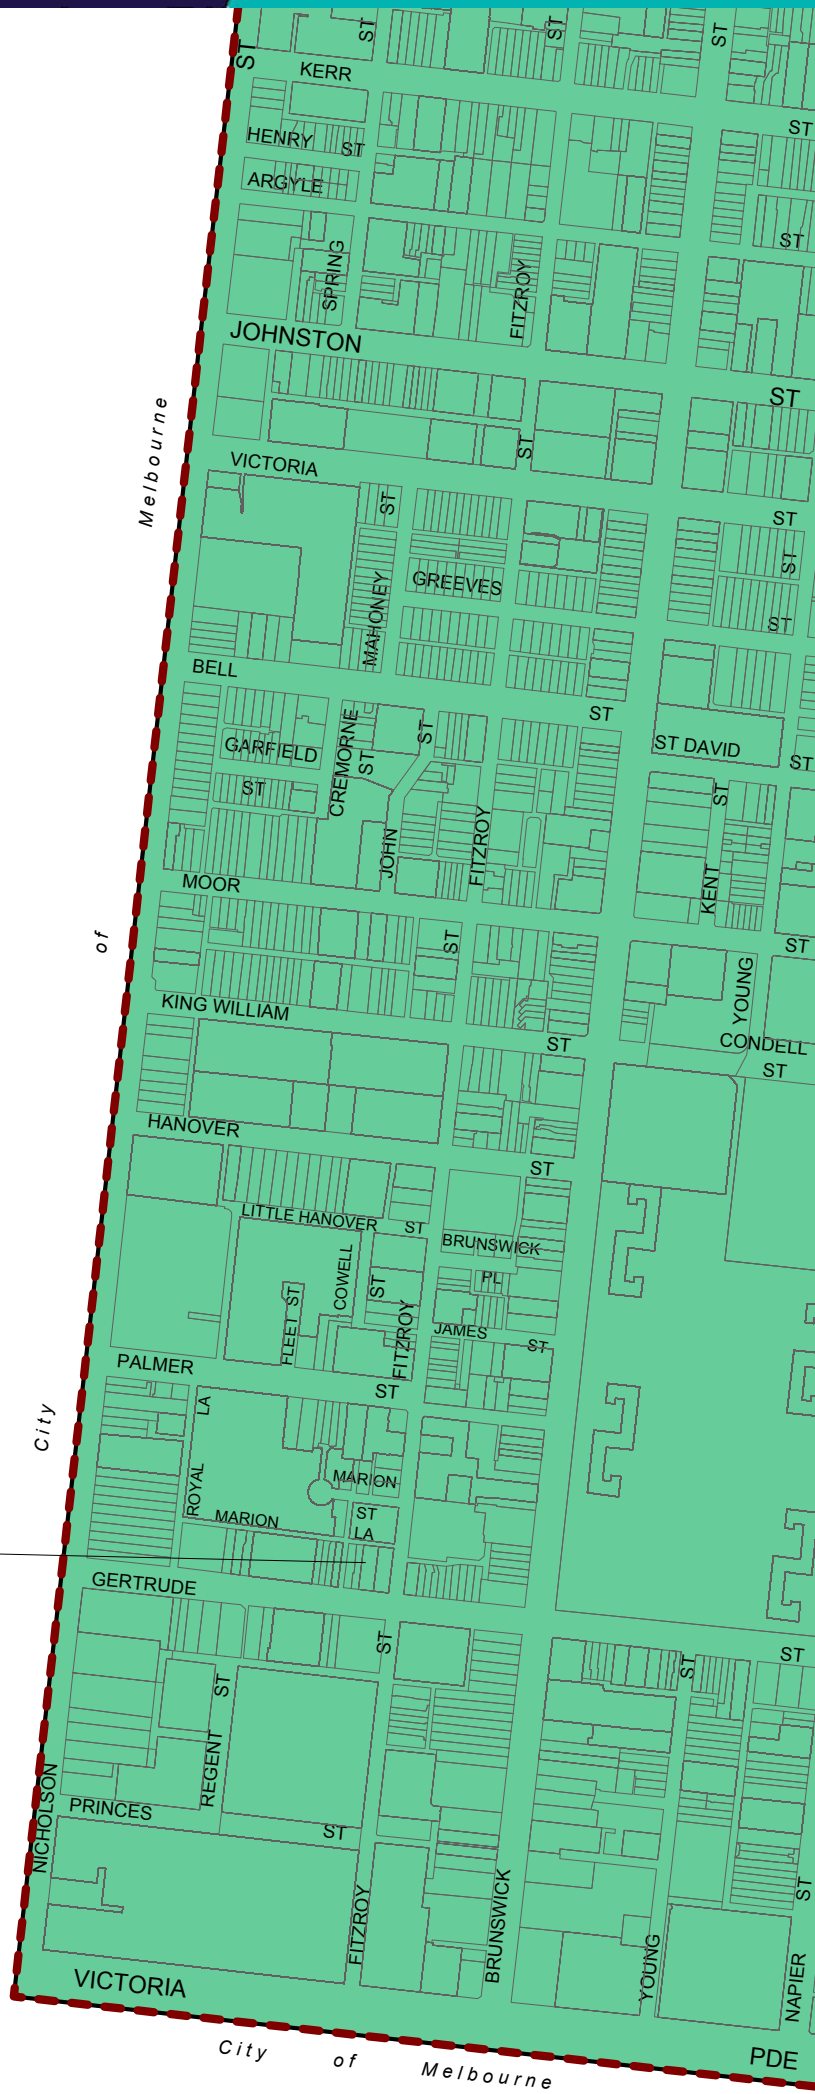 ST
ST
ST
ST
KERR
ST
HENRY
ST
ARGYLE
ST
SPRING
FITZROY
JOHNSTON
ST
Melbourne
VICTORIA
ST
ST
ST
ST
GREEVES
MAHONEY
ST
BELL
ST
ST
GARFIELD
ST
CREMORNE
ST
ST DAVID
ST
ST
JOHN
FITZROY
KENT
MOOR
ST
ST
of
YOUNG
KING WILLIAM
ST
CONDELL
ST
HANOVER
ST
LITTLE HANOVER
ST
BRUNSWICK
PL
COWELL
ST
FLEET ST
FITZROY
JAMES
ST
PALMER
ST
City
LA
ROYAL
MARION
ST
MARION
LA
GERTRUDE
ST
ST
ST
ST
REGENT
NICHOLSON
PRINCES
ST
FITZROY
BRUNSWICK
YOUNG
ST
NAPIER
VICTORIA
PDE
City of Melbourne